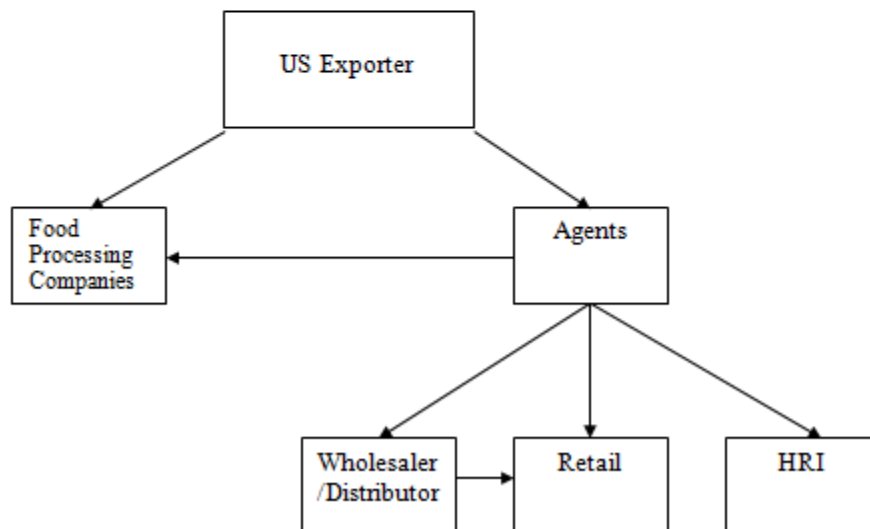 US Exporter
Food
Processing
Companies
Agents
Wholesaler
/Distributor
Retail
HRI